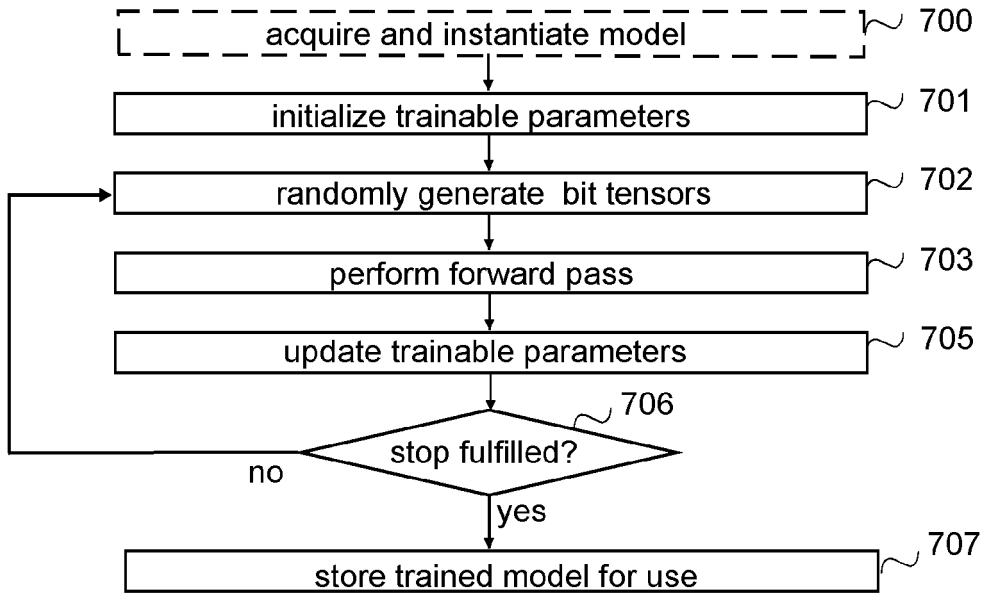 acquire and instantiate model 700
initialize trainable parameters 701
randomly generate bit tensors 702
perform forward pass 703
update trainable parameters 705
706
stop fulfilled?
no
yes
store trained model for use 707